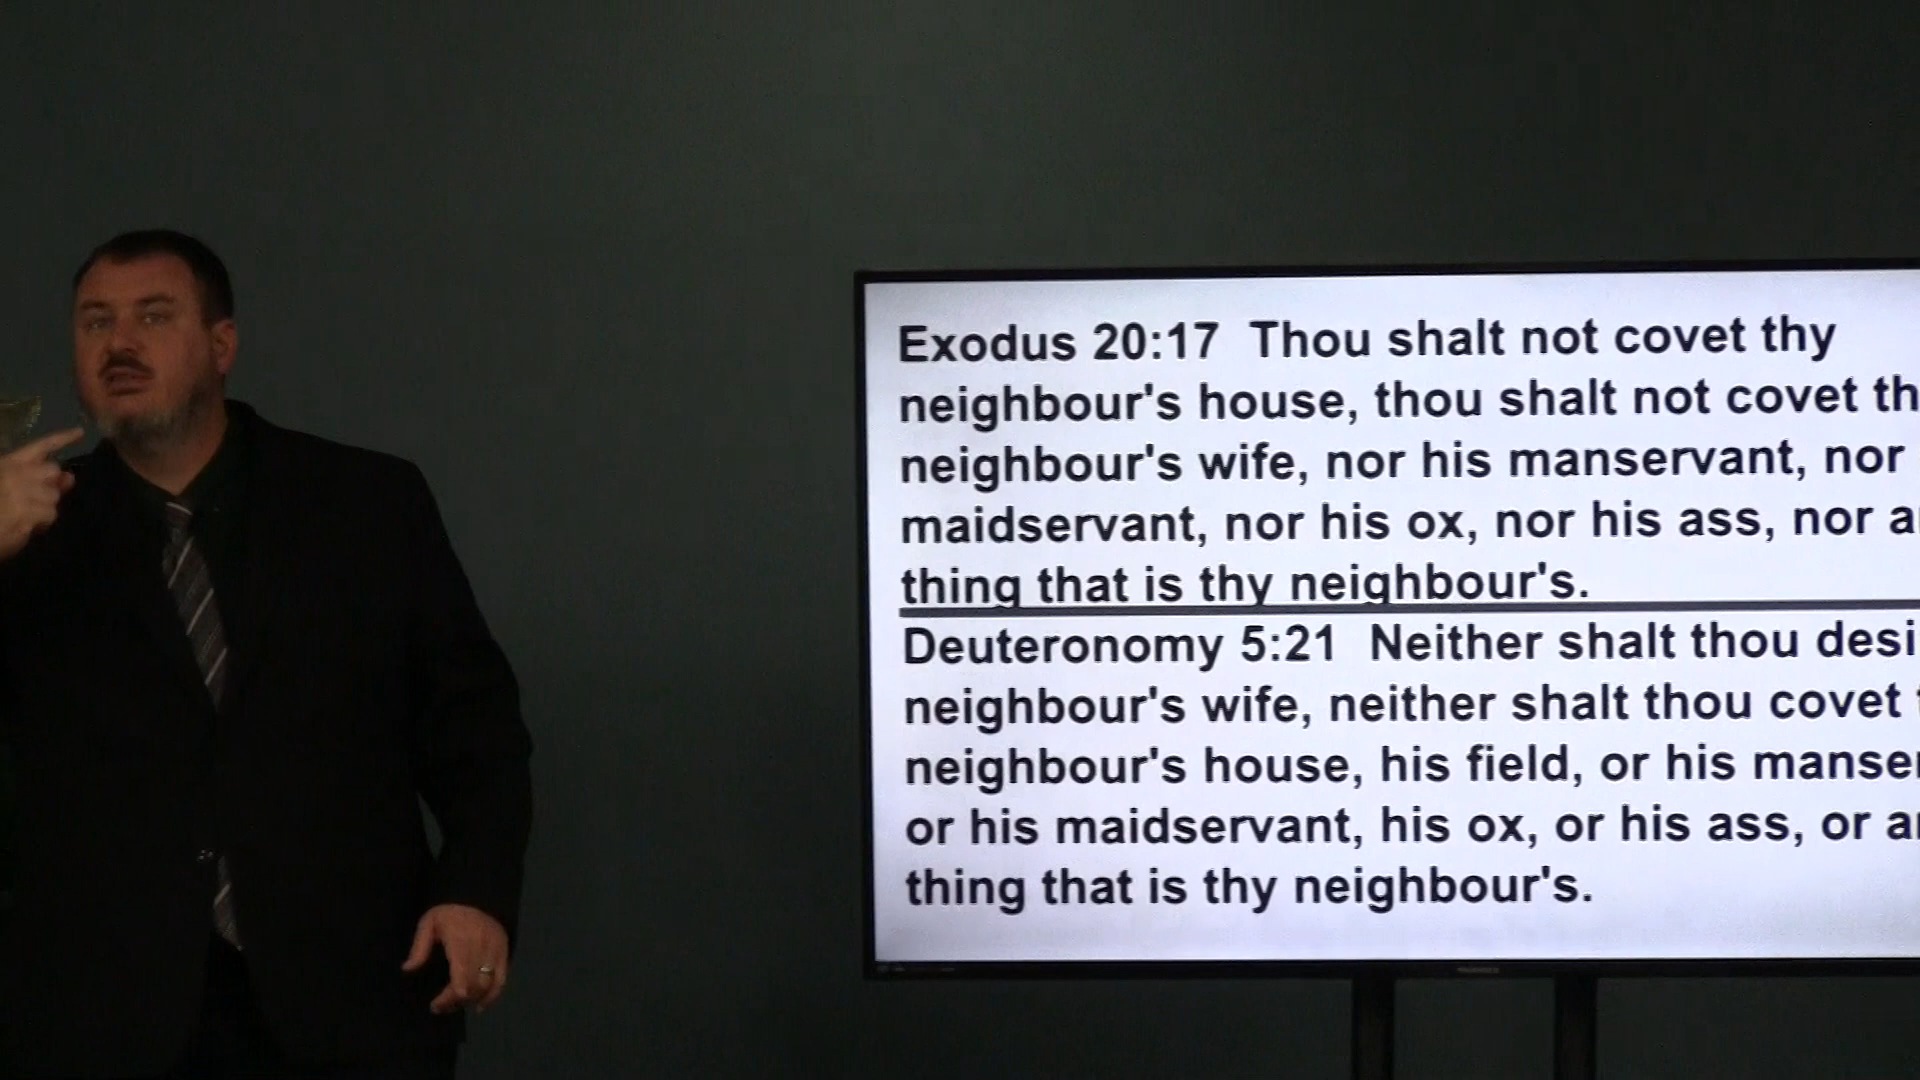 Exodus 20:17 Thou shalt not covet thy
neighbour's house, thou shalt not covet th
neighbour's wife, nor his manservant, nor
maidservant, nor his ox, nor his ass, nor a
thing that is thy neighbour's.
Deuteronomy 5:21 Neither shalt thou desi
neighbour's wife, neither shalt thou covet
neighbour's house, his field, or his manser
or his maidservant, his ox, or his ass, or a
thing that is thy neighbour's.